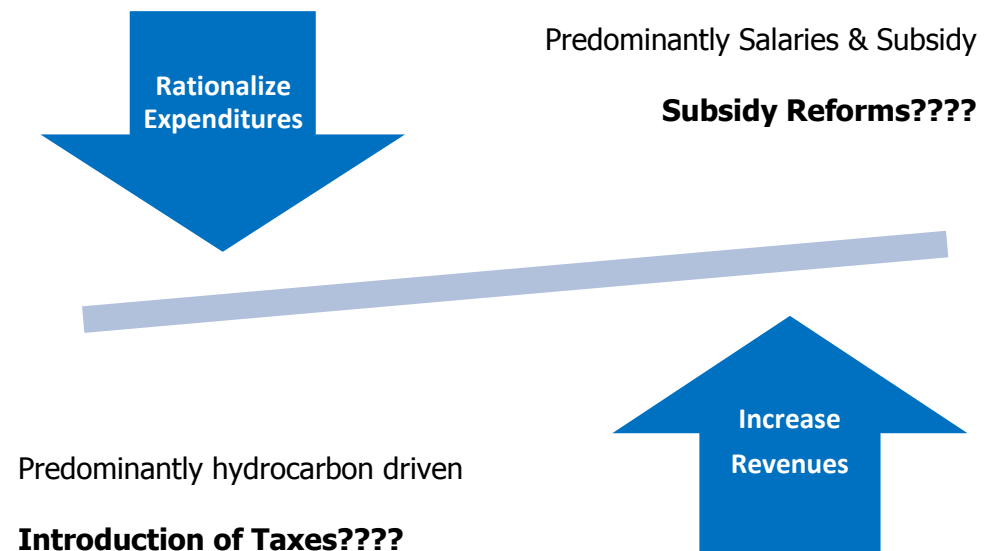 Predominantly Salaries & Subsidy
Rationalize
Expenditures
Subsidy Reforms????
Increase
Revenues
Predominantly hydrocarbon driven
Introduction of Taxes????